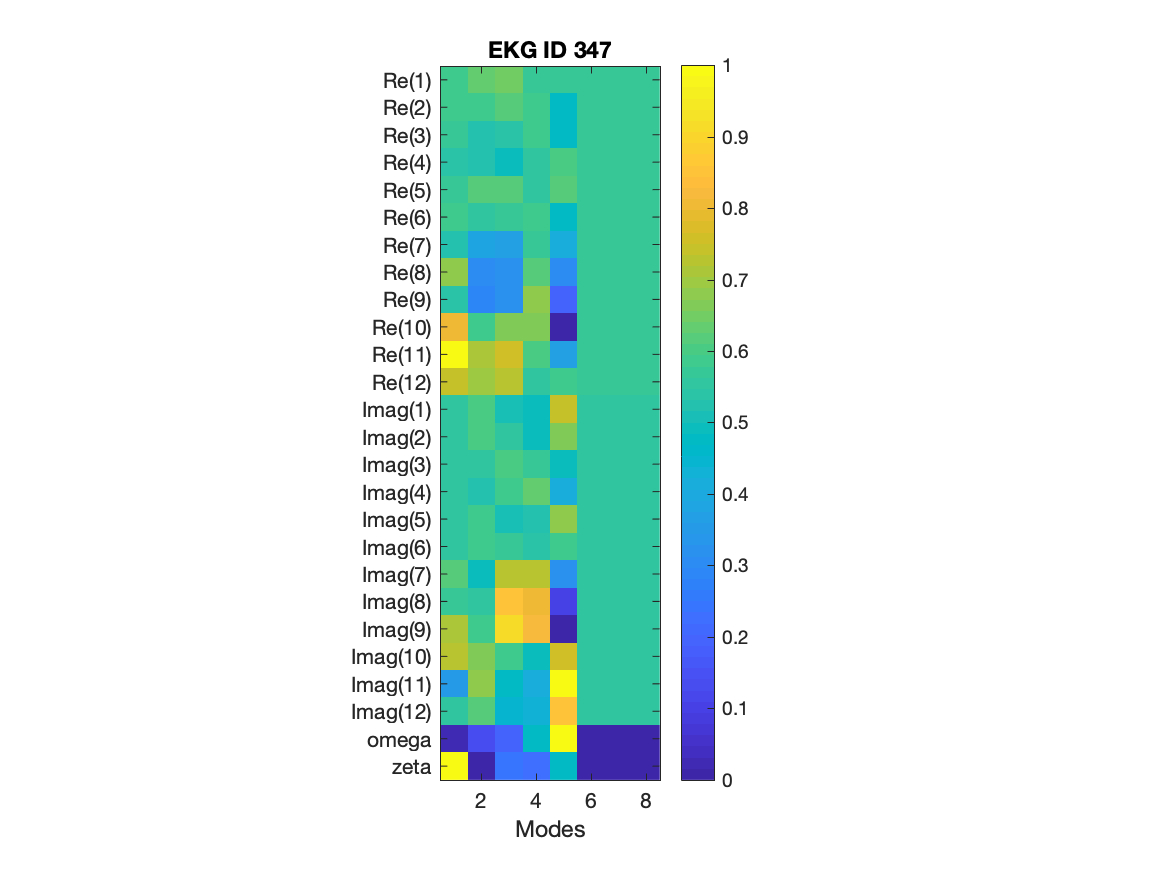 EKG ID 347
Re(1)
Re(2)
Re(3)
Re(4)
Re(5)
Re(6)
Re(7)
Re(8)
Re(9)
Re(10)
Re(11)
Re(12)
Imag(1)
Imag(2)
Imag(3)
Imag(4)
Imag(5)
Imag(6)
Imag(7)
Imag(8)
Imag(9)
Imag(10)
Imag(11)
Imag(12)
omega
zeta
2 4 6 8
Modes
1
0.9
0.8
0.7
0.6
0.5
0.4
0.3
0.2
0.1
0